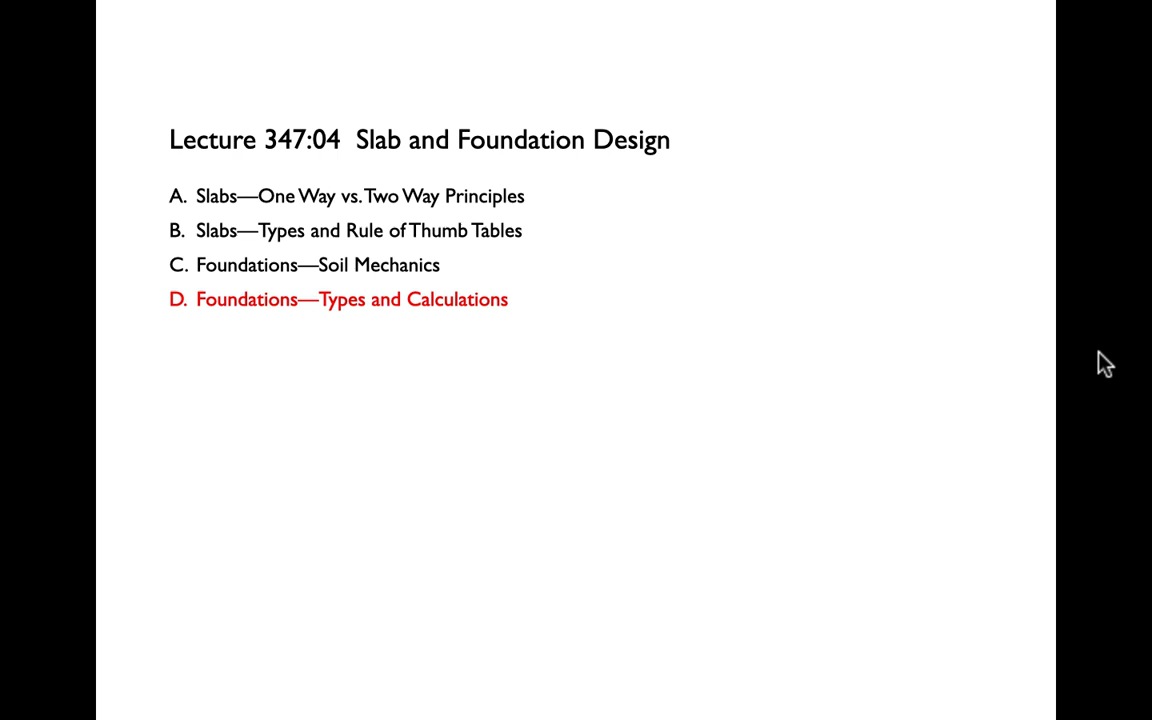 Lecture 347:04 Slab and Foundation Design
A. Slabs—One Way vs. Two Way Principles
B. Slabs—Types and Rule of Thumb Tables
C. Foundations—Soil Mechanics
D. Foundations—Types and Calculations